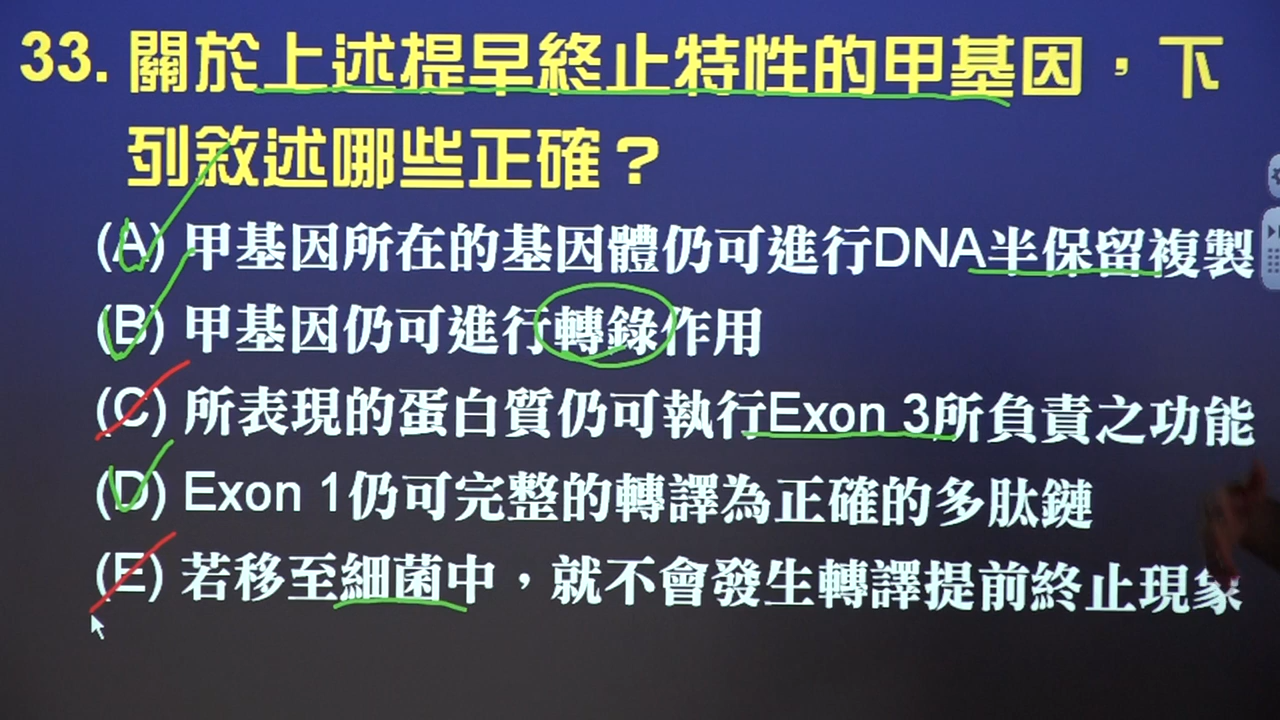 33. 關於上述提早終止特性的甲基因，下
列敘述哪些正確？
(A) 甲基因所在的基因體仍可進行DNA半保留複製
(B) 甲基因仍可進行轉錄作用
(C) 所表現的蛋白質仍可執行Exon 3所負責之功能
(D) Exon 1仍可完整的轉譯為正確的多肽鏈
(E) 若移至細菌中，就不會發生轉譯提前終止現象